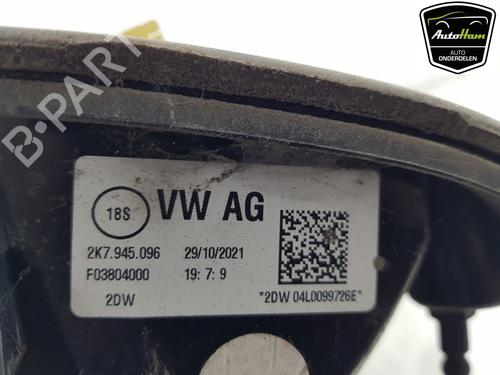 AutoHam
AUTO
ONDERDELEN
B-PART
18S
VW AG
2K7.945.096
29/10/2021
F03804000
19: 7: 9
2DW
*2DW 04L0099726E*